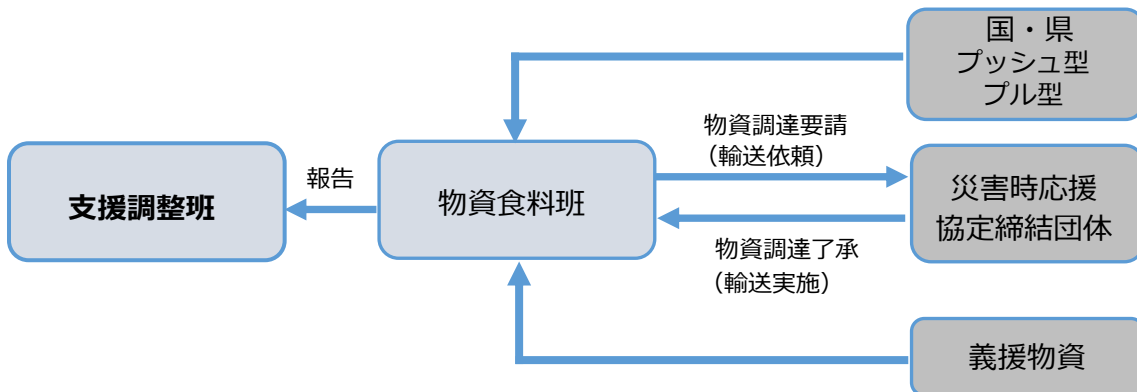 国・県
プッシュ型
プル型
物資調達要請
（輸送依頼）
支援調整班
報告
物資食料班
災害時応援
協定締結団体
物資調達了承
（輸送実施）
義援物資